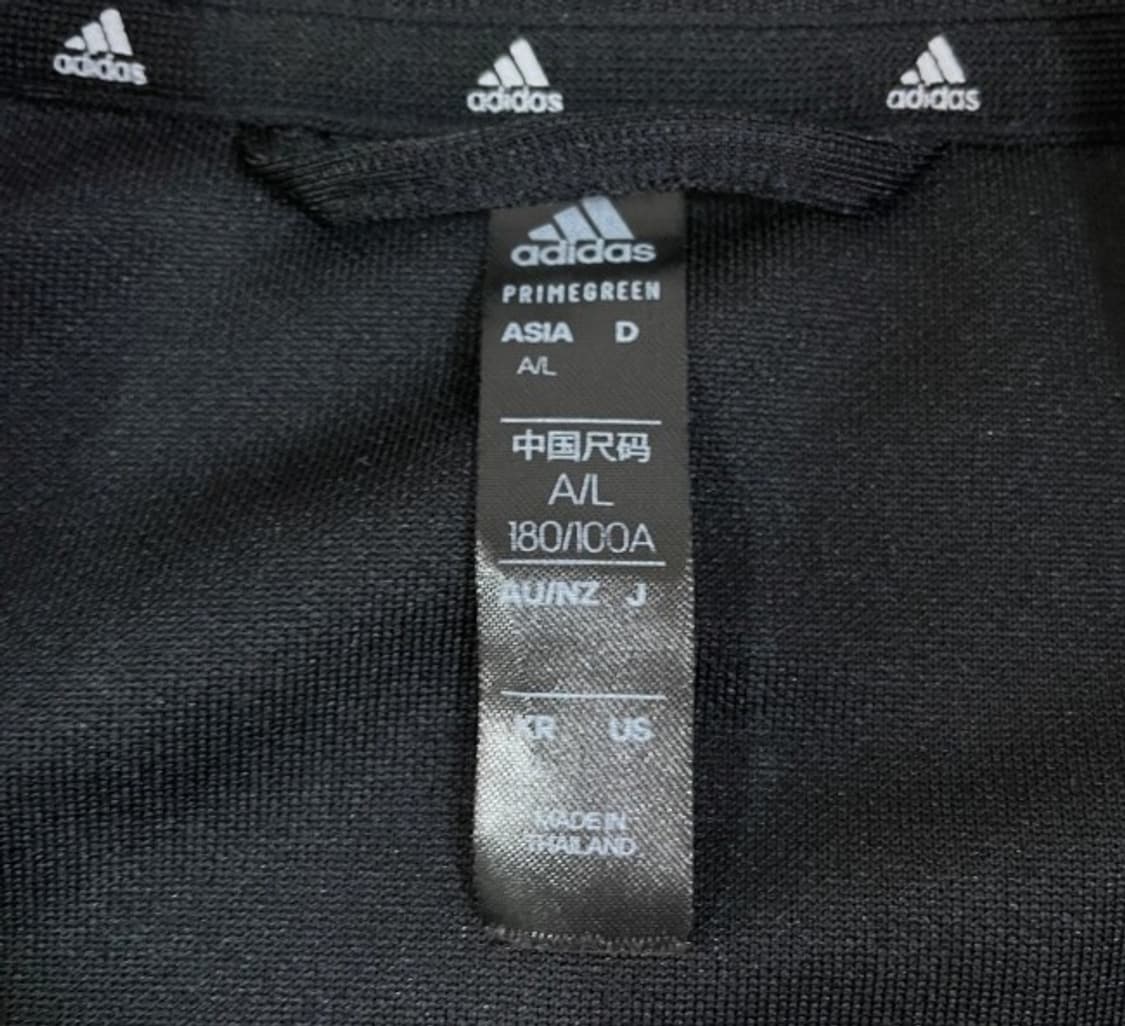 adidas adidas adidas
adidas
PRIMEGREEN
ASIA D
A/L
中国尺码
A/L
180/100A
AU/NZ J
KR US
MADE IN
THAILAND